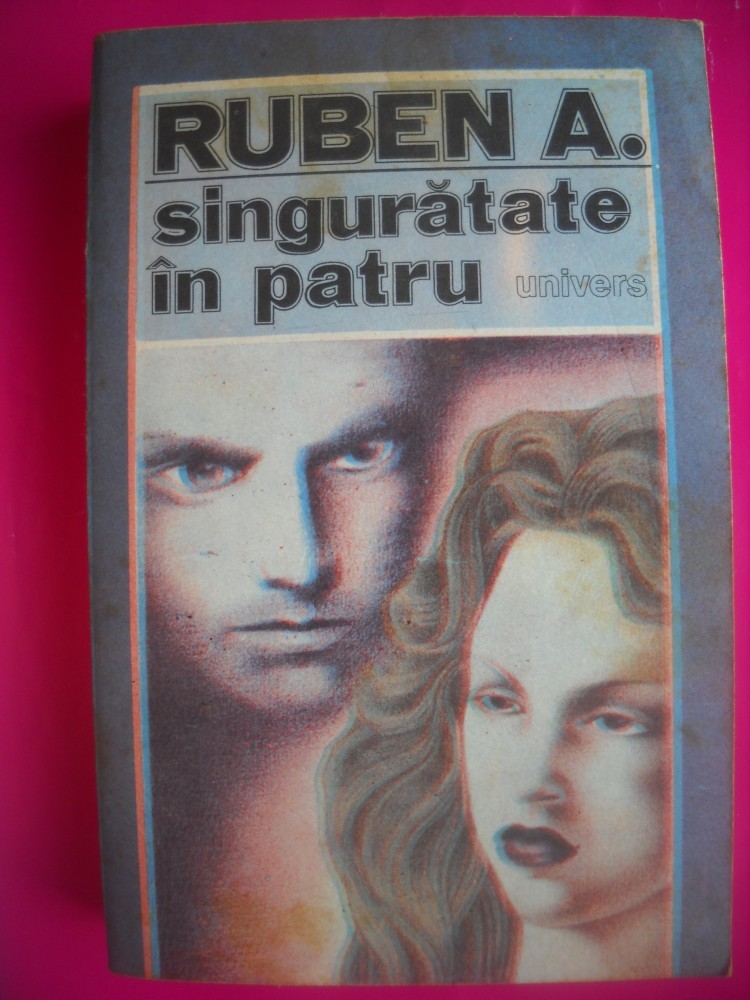 RUBEN A.
singurătate
în patru univers